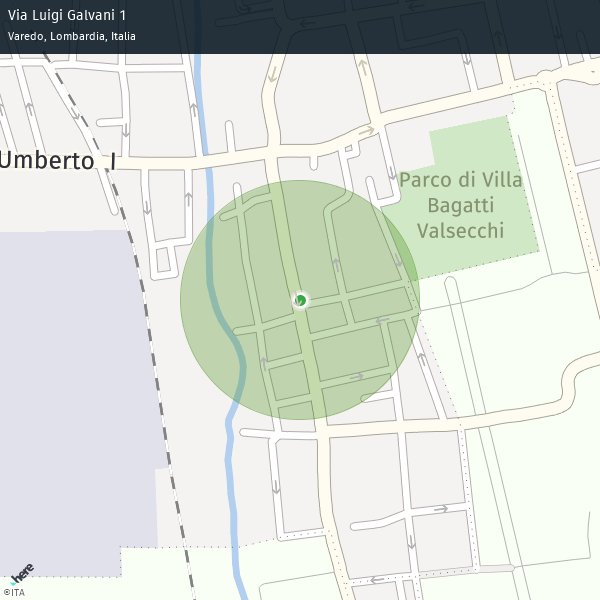 Via Luigi Galvani 1
Varedo, Lombardia, Italia
Umberto I
Parco di Villa
Bagatti
Valsecchi
here
©ITA